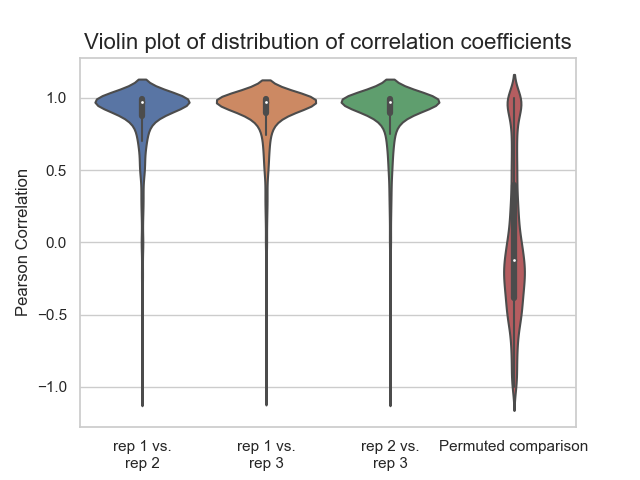 Violin plot of distribution of correlation coefficients
Pearson Correlation
1.0
0.5
0.0
−0.5
−1.0
rep 1 vs.
rep 2
rep 1 vs.
rep 3
rep 2 vs.
rep 3
Permuted comparison